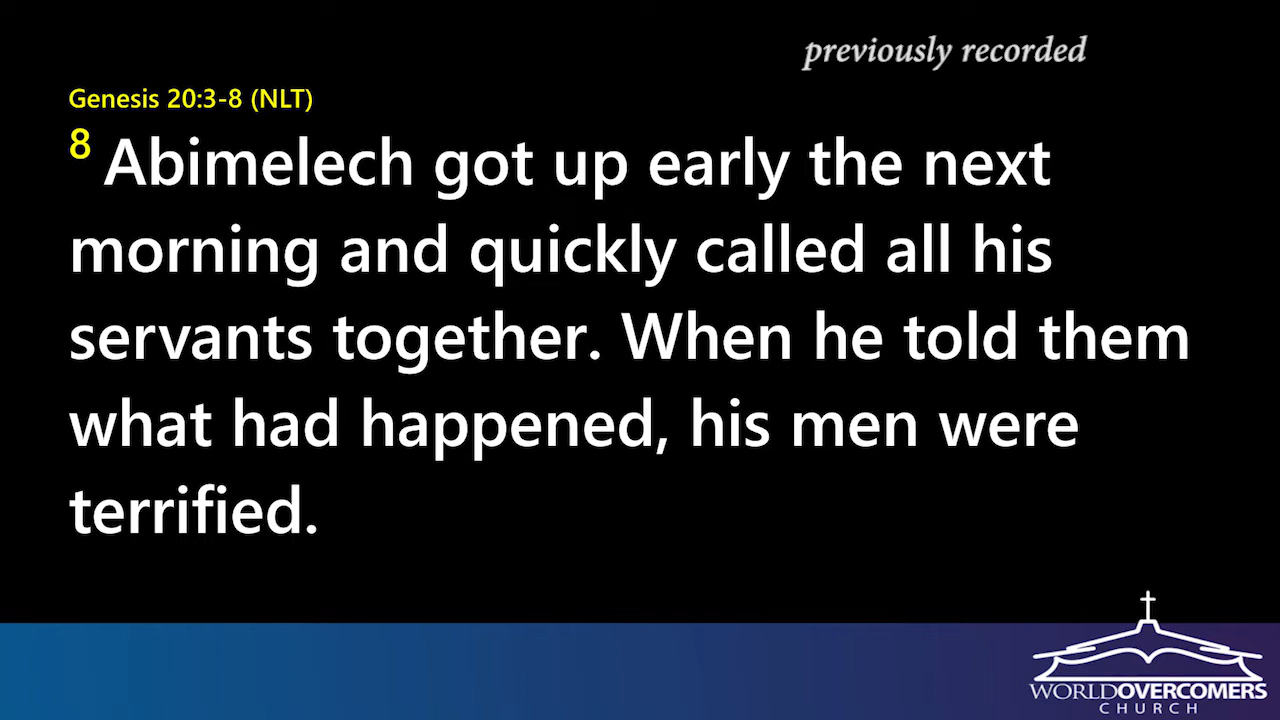 previously recorded
Genesis 20:3-8 (NLT)
8 Abimelech got up early the next
morning and quickly called all his
servants together. When he told them
what had happened, his men were
terrified.
WORLDOVERCOMERS
CHURCH